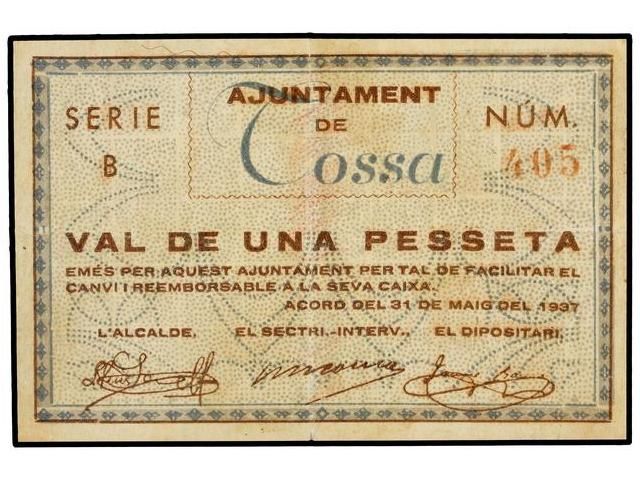 AJUNTAMENT
SERIE DE NÚM.
B Tossa 405
VAL DE UNA PESSETA
EMÉS PER AQUEST AJUNTAMENT PER TAL DE FACILITAR EL
CANVI I REEMBORSABLE A LA SEVA CAIXA.
ACORD DEL 31 DE MAIG DEL 1937
L'ALCALDE, EL SECTRI.-INTERV., EL DIPOSITARI,